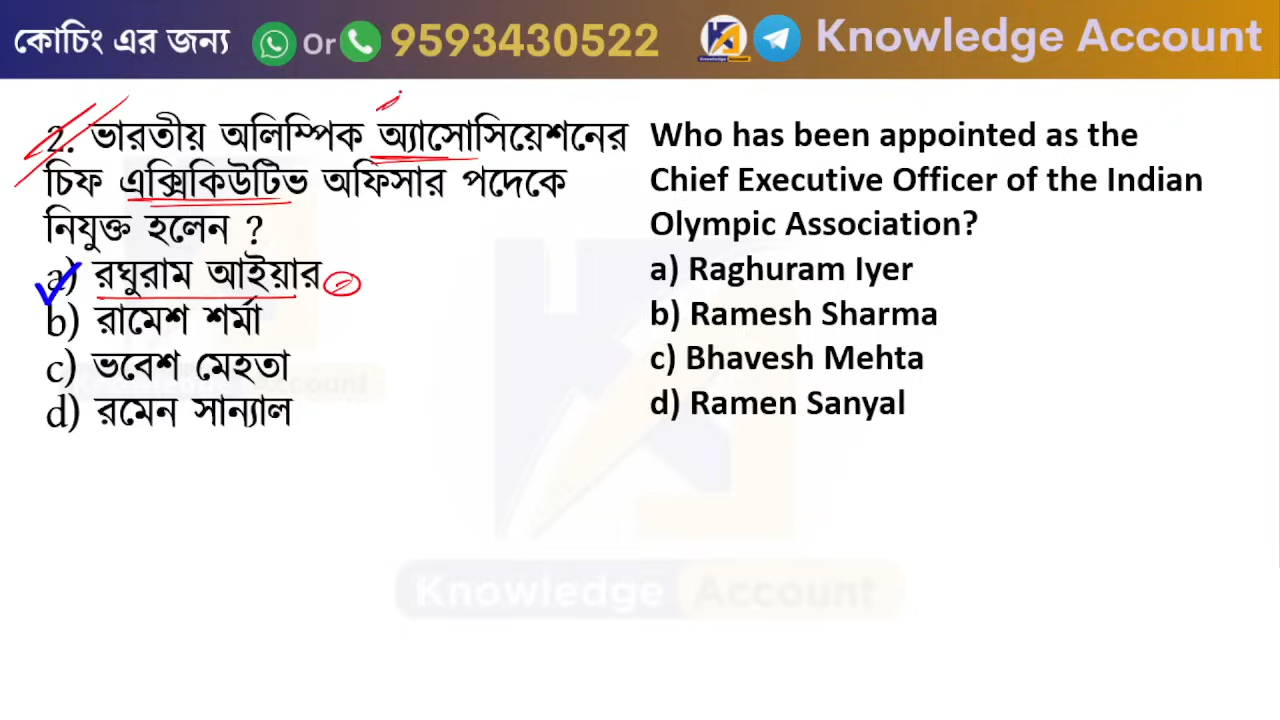 কোচিং এর জন্য Or 9593430522 Knowledge Account
2. ভারতীয় অলিম্পিক অ্যাসোসিয়েশনের
চিফ এক্সিকিউটিভ অফিসার পদেকে
নিযুক্ত হলেন ?
a) রঘুরাম আইয়ার
b) রামেশ শর্মা
c) ভবেশ মেহতা
d) রমেন সান্যাল
Who has been appointed as the
Chief Executive Officer of the Indian
Olympic Association?
a) Raghuram Iyer
b) Ramesh Sharma
c) Bhavesh Mehta
d) Ramen Sanyal
Knowledge Account